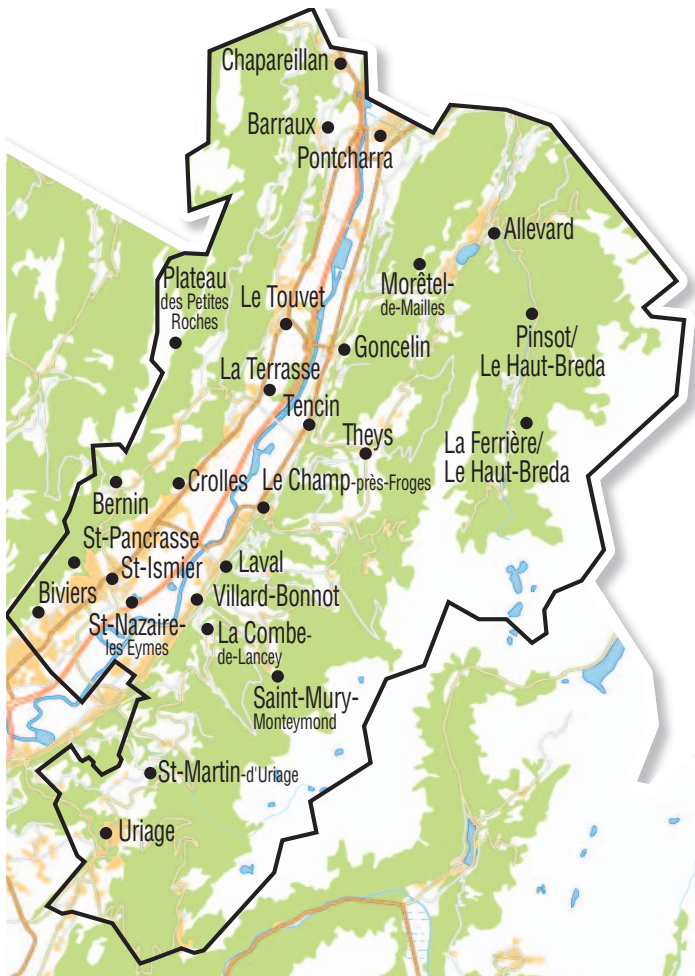 Chapareillan
Barraux
Pontcharra
Allevard
Plateau
des Petites
Roches
Morêtel-
de-Mailles
Le Touvet
Pinsot/
Le Haut-Breda
Goncelin
La Terrasse
Tencin
Theys
La Ferrière/
Le Haut-Breda
Crolles
Le Champ-près-Froges
Bernin
St-Pancrasse
St-Ismier
Laval
Biviers
Villard-Bonnot
St-Nazaire-
les Eymes
La Combe-
de-Lancey
Saint-Mury-
Monteymond
St-Martin-d'Uriage
Uriage